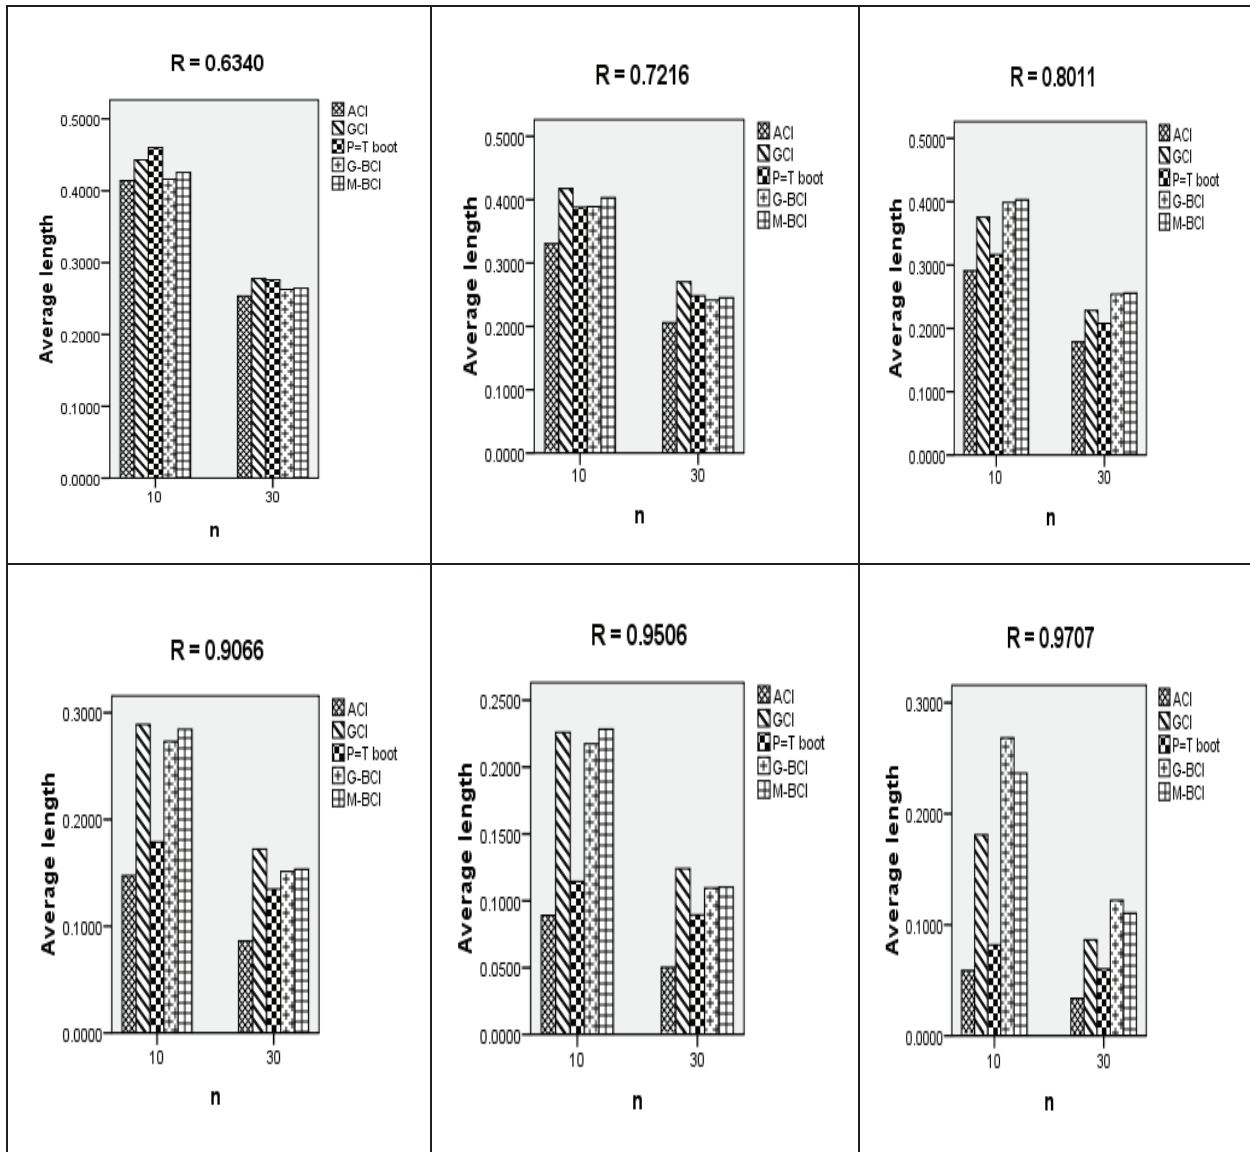 R = 0.6340
ACI
GCI
P=T boot
G-BCI
M-BCI
Average length
0.5000
0.4000
0.3000
0.2000
0.1000
0.0000
10
30
n
R = 0.7216
ACI
GCI
P=T boot
G-BCI
M-BCI
Average length
0.5000
0.4000
0.3000
0.2000
0.1000
0.0000
10
30
n
R = 0.8011
ACI
GCI
P=T boot
G-BCI
M-BCI
Average length
0.5000
0.4000
0.3000
0.2000
0.1000
0.0000
10
30
n
R = 0.9066
ACI
GCI
P=T boot
G-BCI
M-BCI
Average length
0.3000
0.2000
0.1000
0.0000
10
30
n
R = 0.9506
ACI
GCI
P=T boot
G-BCI
M-BCI
Average length
0.2500
0.2000
0.1500
0.1000
0.0500
0.0000
10
30
n
R = 0.9707
ACI
GCI
P=T boot
G-BCI
M-BCI
Average length
0.3000
0.2000
0.1000
0.0000
10
30
n